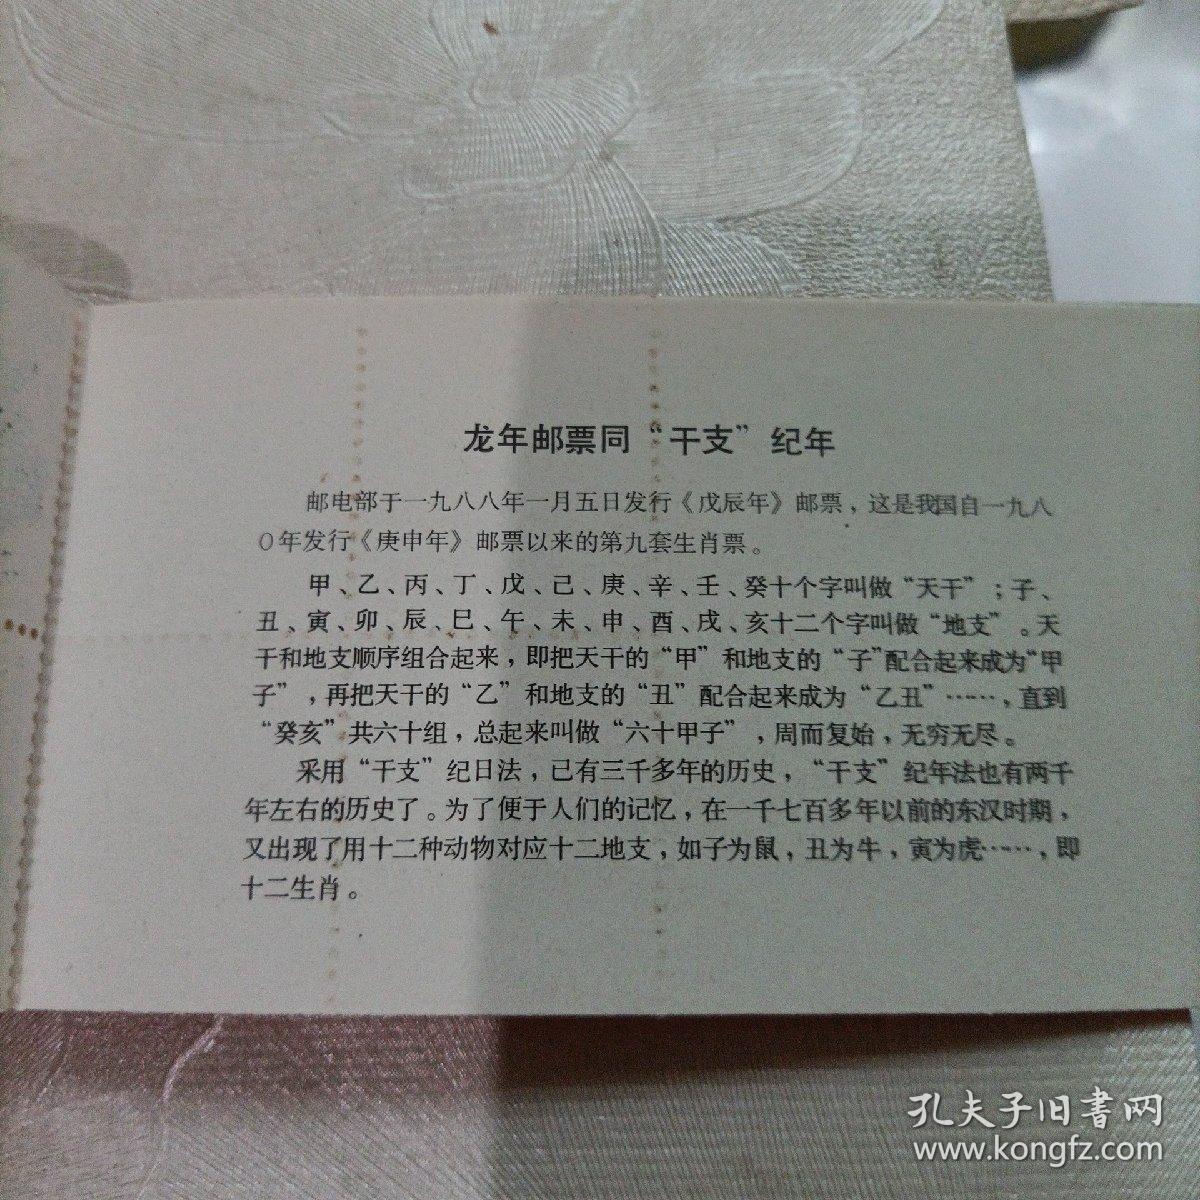 龙年邮票同“干支”纪年
邮电部于一九八八年一月五日发行《戊辰年》邮票，这是我国自一九八
〇年发行《庚申年》邮票以来的第九套生肖票。
甲、乙、丙、丁、戊、己、庚、辛、壬、癸十个字叫做“天干”；子、
丑、寅、卯、辰、巳、午、未、申、酉、戌、亥十二个字叫做“地支”。天
干和地支顺序组合起来，即把天干的“甲”和地支的“子”配合起来成为“甲
子”，再把天干的“乙”和地支的“丑”配合起来成为“乙丑”……，直到
“癸亥”共六十组，总起来叫做“六十甲子”，周而复始，无穷无尽。
采用“干支”纪日法，已有三千多年的历史，“干支”纪年法也有两千
年左右的历史了。为了便于人们的记忆，在一千七百多年以前的东汉时期，
又出现了用十二种动物对应十二地支，如子为鼠，丑为牛，寅为虎……，即
十二生肖。
孔夫子旧書网
www.kongfz.com